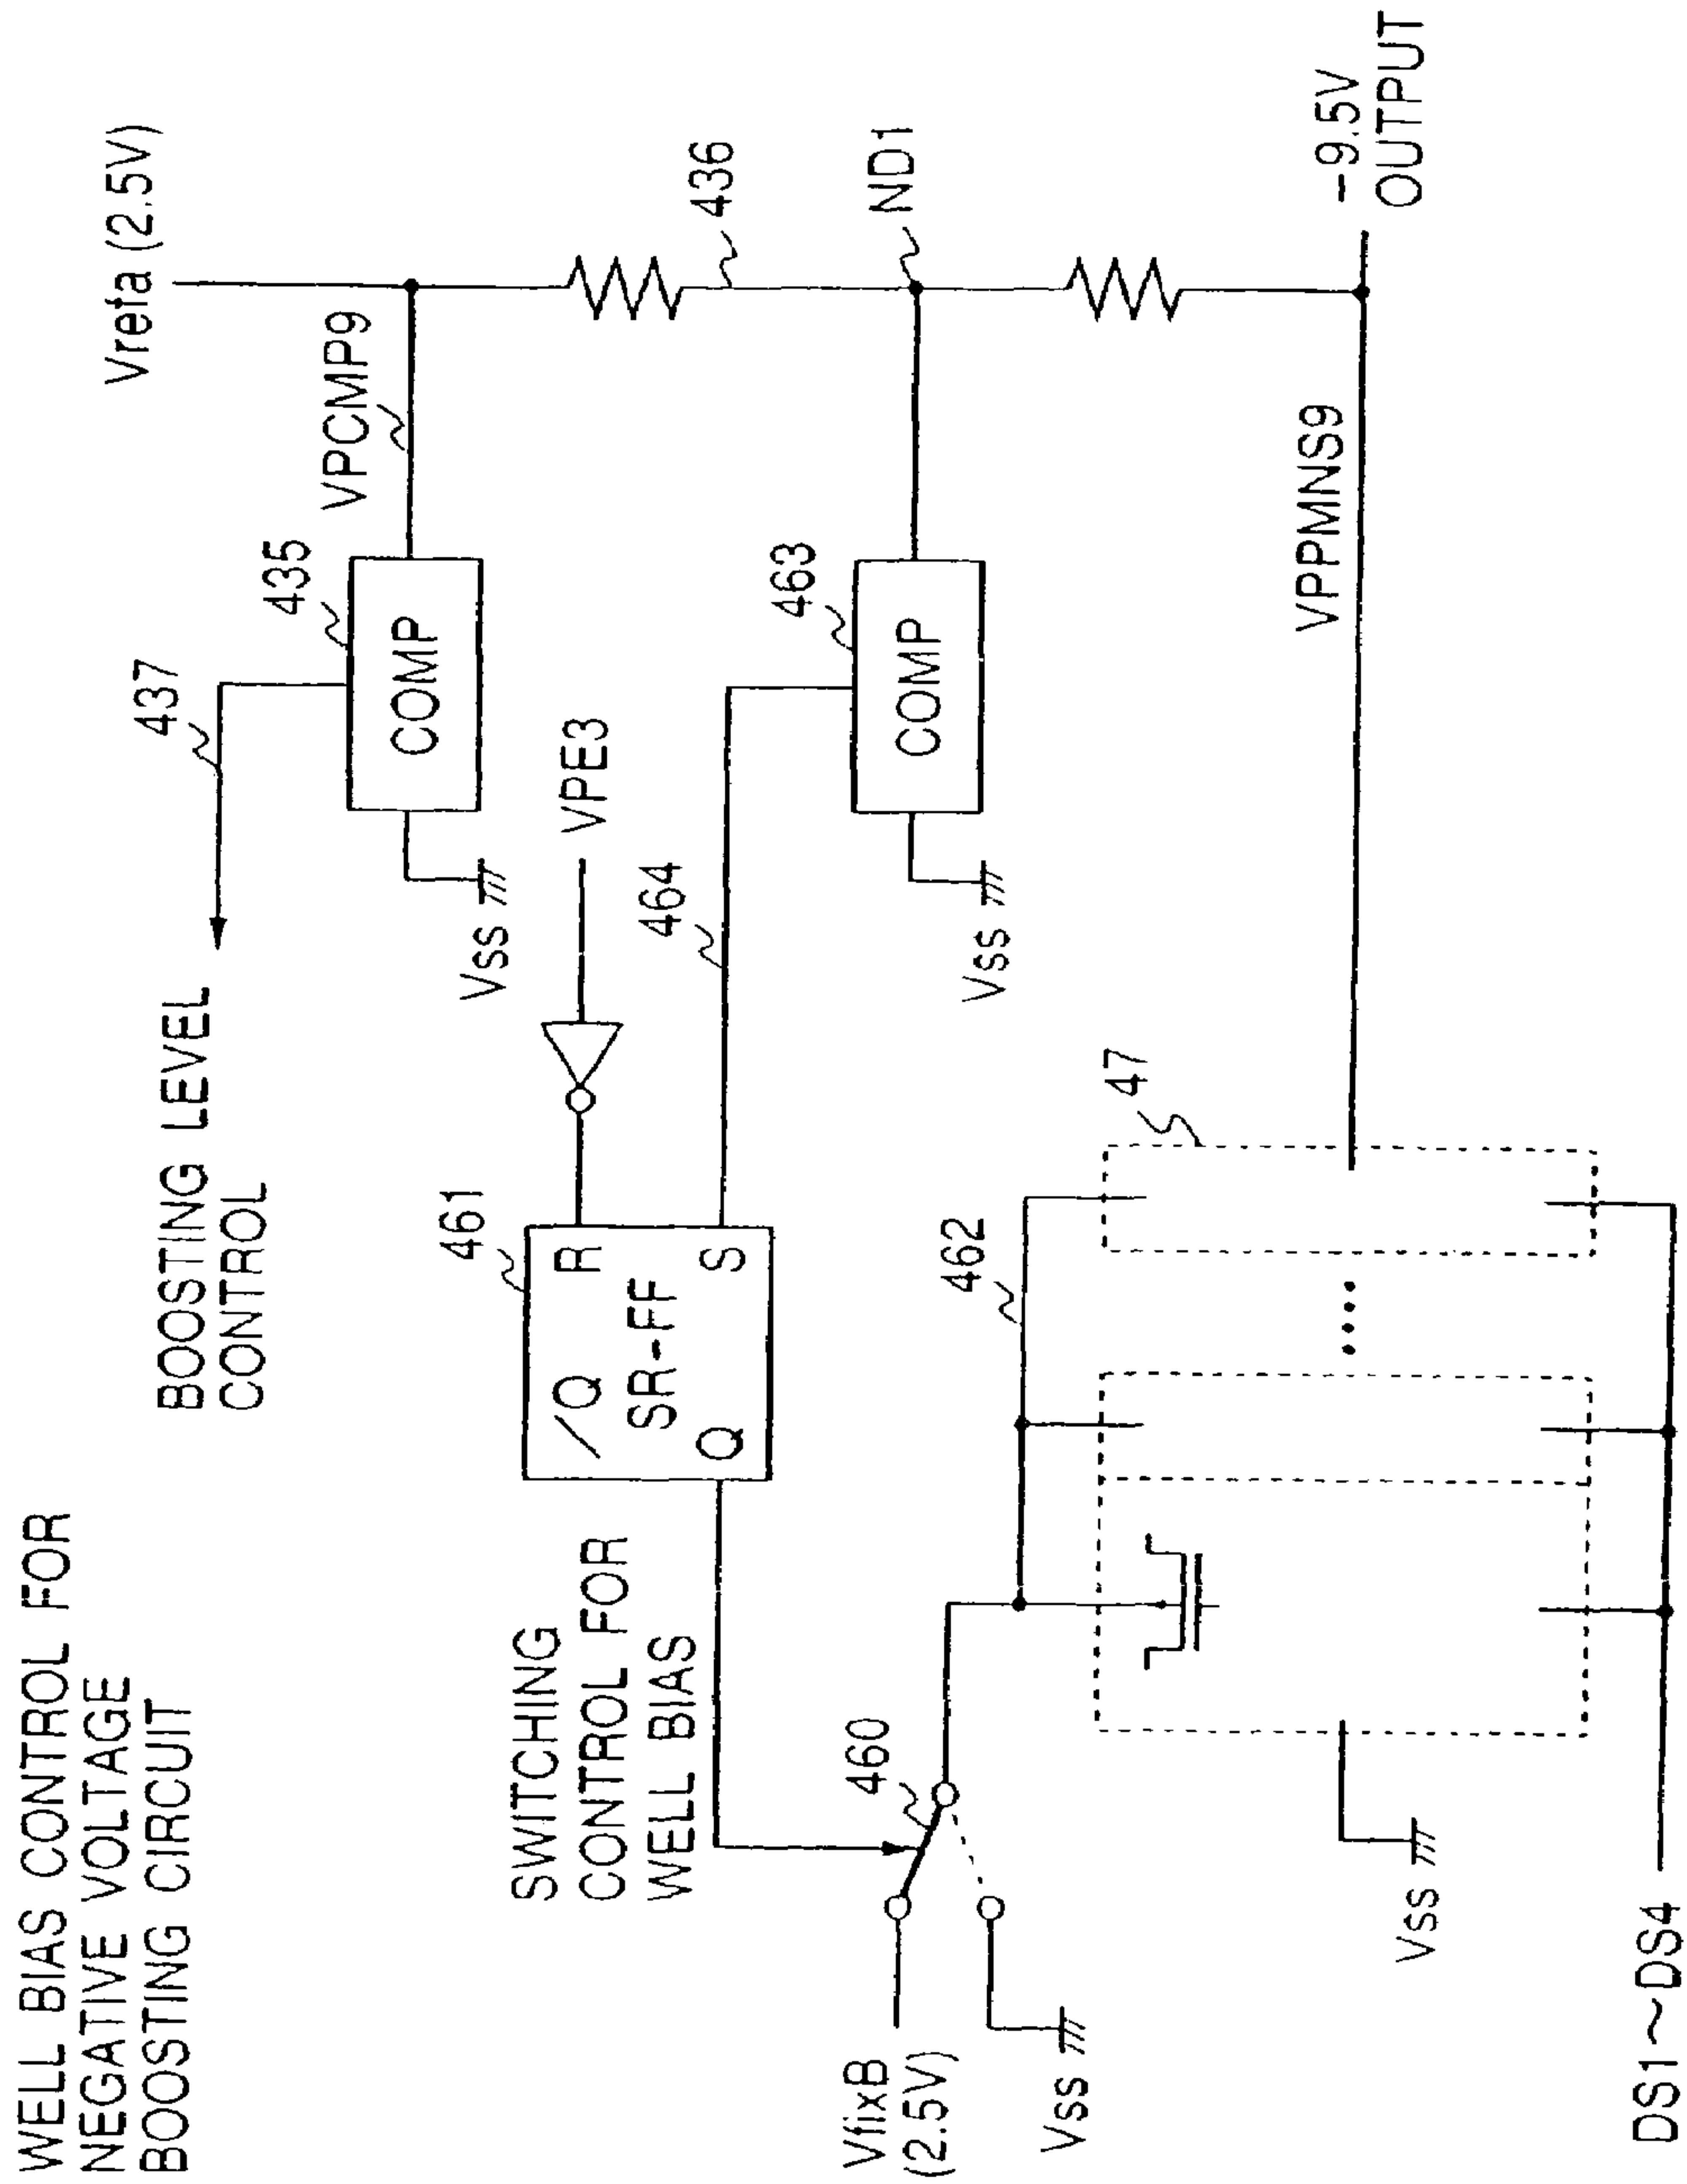 WELL BIAS CONTROL FOR
NEGATIVE VOLTAGE
BOOSTING CIRCUIT
BOOSTING LEVEL
CONTROL
437
435
COMP
Vss
VPCMP9
Vrefa (2.5V)
436
ND1
VPE3
461
/Q
R
SR-FF
Q
S
464
463
COMP
Vss
SWITCHING
CONTROL FOR
WELL BIAS
460
VfixB
(2.5V)
Vss
462
47
VPPMNS9
-9.5V
OUTPUT
Vss
DS1~DS4